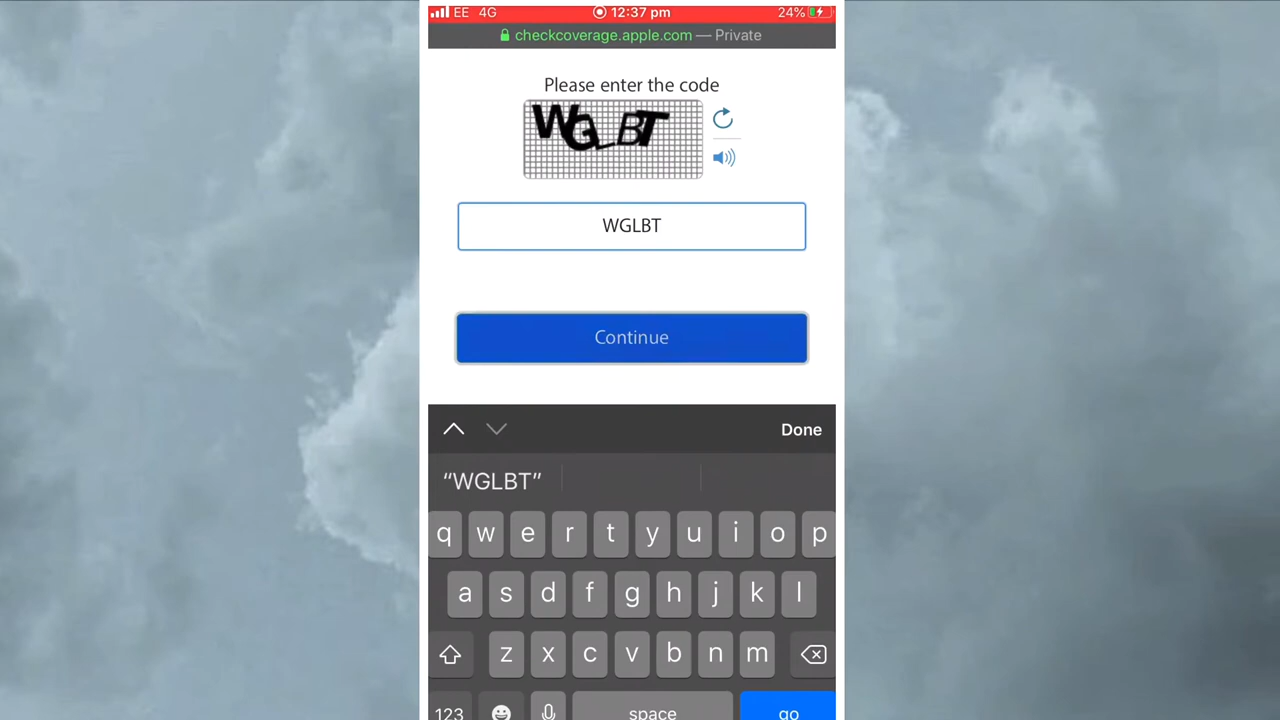 EE 4G 12:37 pm 24%
checkcoverage.apple.com — Private
Please enter the code
WGLBT
WGLBT
Continue
Done
“WGLBT”
q w e r t y u i o p
a s d f g h j k l
z x c v b n m
123 space go